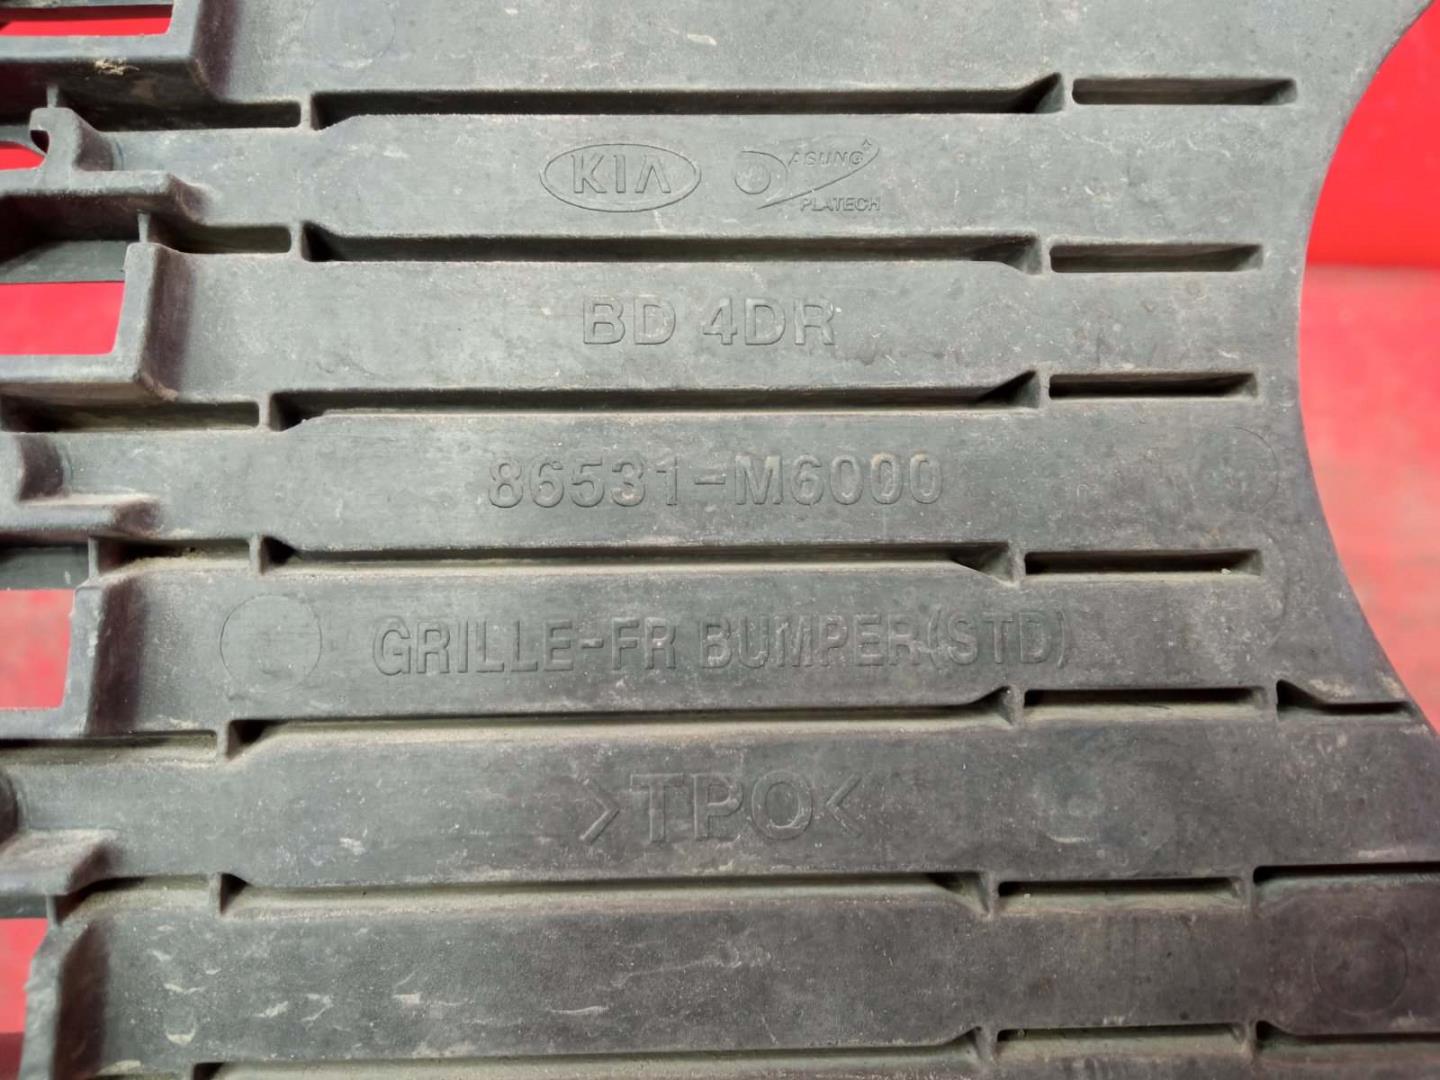 KIA DASUNG
PLATECH
BD 4DR
86531-M6000
GRILLE-FR BUMPER(STD)
>TPO<